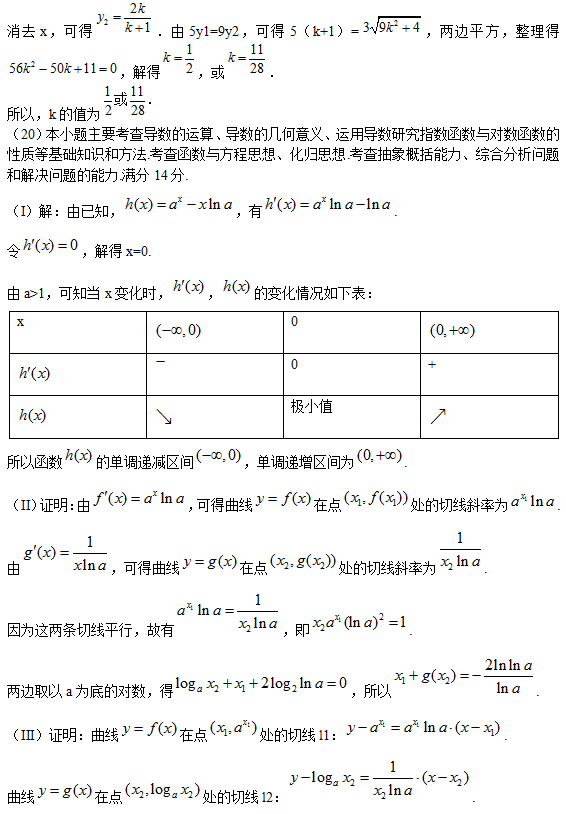 消去 x，可得 $y_2=\frac{2k}{k+1}$．由 5y1=9y2，可得 5（k+1）= $3\sqrt{9k^2+4}$，两边平方，整理得
$56k^2-50k+11=0$，解得 $k=\frac{1}{2}$，或 $k=\frac{11}{28}$．
所以，k 的值为 $\frac{1}{2}$或$\frac{11}{28}$．
（20）本小题主要考查导数的运算、导数的几何意义、运用导数研究指数函数与对数函数的
性质等基础知识和方法.考查函数与方程思想、化归思想.考查抽象概括能力、综合分析问题
和解决问题的能力.满分 14 分.
（I）解：由已知，$h(x)=a^x-x\ln a$，有 $h'(x)=a^x\ln a-\ln a$．
令 $h'(x)=0$，解得 x=0.
由 a>1，可知当 x 变化时，$h'(x)$，$h(x)$ 的变化情况如下表：
x $(-\infty,0)$ 0 $(0,+\infty)$
$h'(x)$ − 0 +
$h(x)$ ↘ 极小值 ↗
所以函数 $h(x)$ 的单调递减区间 $(-\infty,0)$，单调递增区间为 $(0,+\infty)$．
（II）证明：由 $f'(x)=a^x\ln a$，可得曲线 $y=f(x)$ 在点 $(x_1,f(x_1))$ 处的切线斜率为 $a^{x_1}\ln a$．
由 $g'(x)=\frac{1}{x\ln a}$，可得曲线 $y=g(x)$ 在点 $(x_2,g(x_2))$ 处的切线斜率为 $\frac{1}{x_2\ln a}$．
因为这两条切线平行，故有 $a^{x_1}\ln a=\frac{1}{x_2\ln a}$，即 $x_2a^{x_1}(\ln a)^2=1$．
两边取以 a 为底的对数，得 $\log_a x_2+x_1+2\log_2\ln a=0$，所以 $x_1+g(x_2)=-\frac{2\ln\ln a}{\ln a}$．
（III）证明：曲线 $y=f(x)$ 在点 $(x_1,a^{x_1})$ 处的切线 l1：$y-a^{x_1}=a^{x_1}\ln a\cdot(x-x_1)$．
曲线 $y=g(x)$ 在点 $(x_2,\log_a x_2)$ 处的切线 l2：$y-\log_a x_2=\frac{1}{x_2\ln a}\cdot(x-x_2)$．